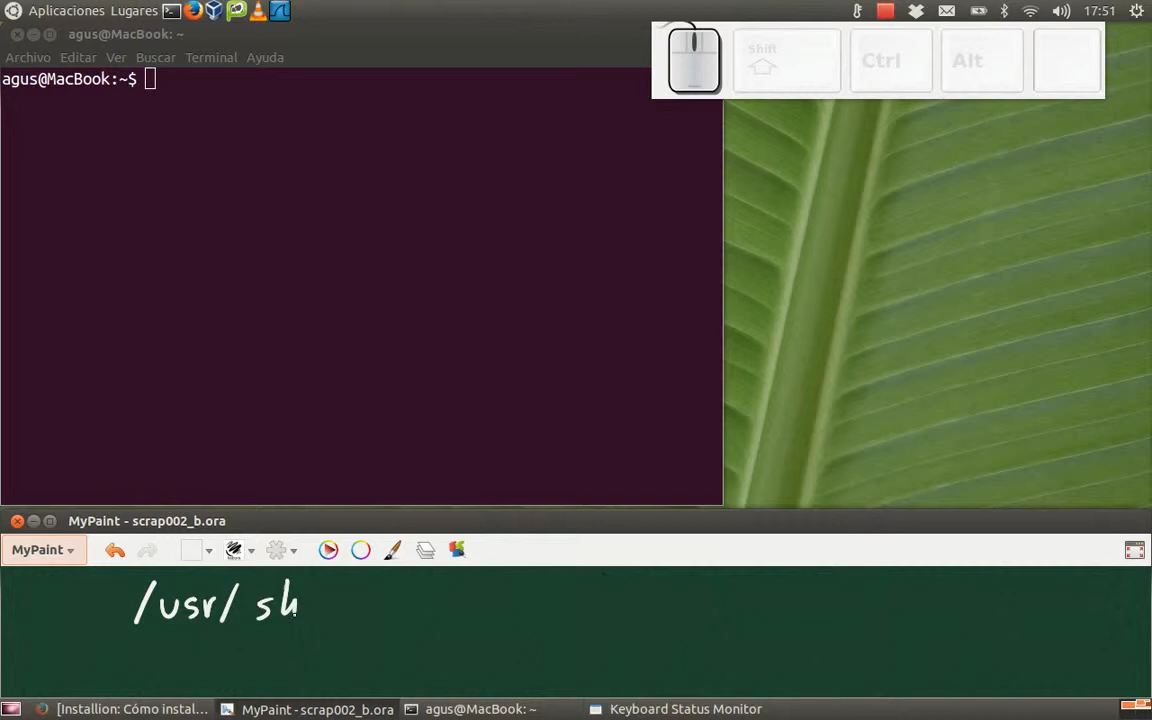 Aplicaciones Lugares 17:51
agus@MacBook: ~
Archivo Editar Ver Buscar Terminal Ayuda
agus@MacBook:~$
Shift Ctrl Alt
MyPaint - scrap002_b.ora
MyPaint
/usr/ sh
[Installion: Cómo instal... MyPaint - scrap002_b.ora agus@MacBook: ~ Keyboard Status Monitor